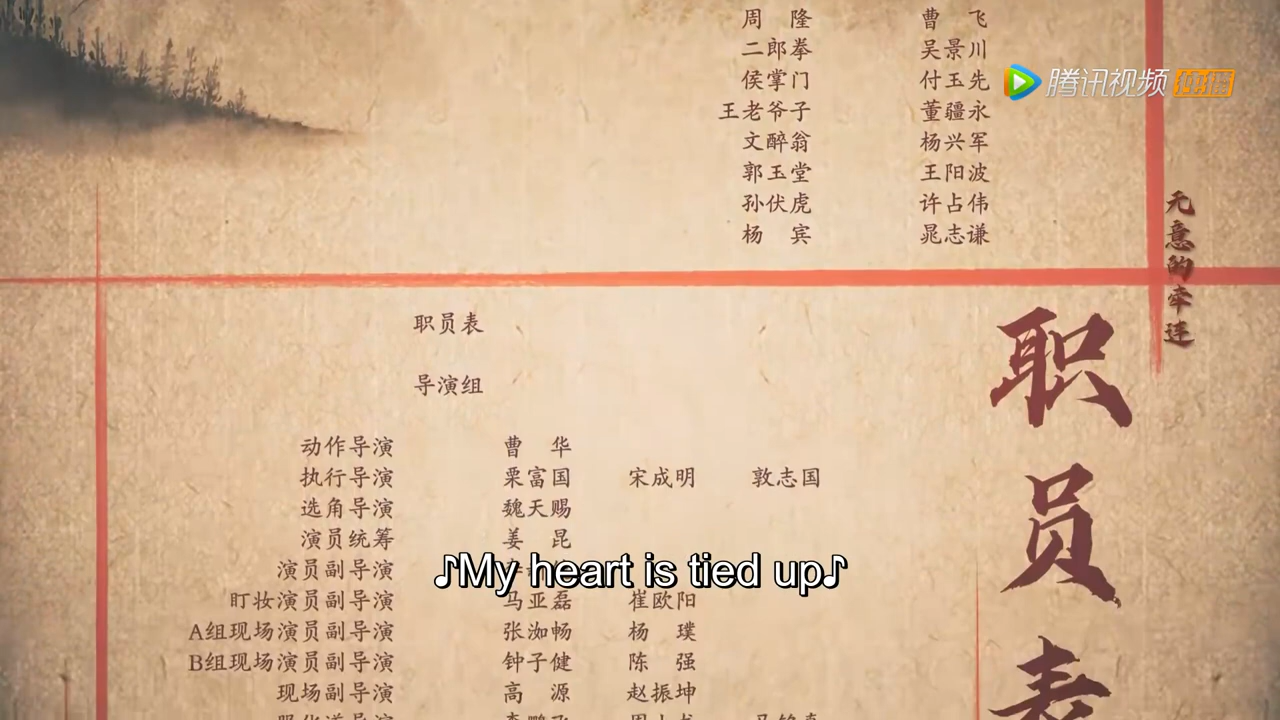 周 隆 曹 飞
二郎拳 吴景川
侯掌门 付玉先
王老爷子 董疆永
文醉翁 杨兴军
郭玉堂 王阳波
孙伏虎 许占伟
杨 宾 晁志谦
腾讯视频 独播
无意的牵连
职员表
职员表
导演组
动作导演 曹 华
执行导演 栗富国 宋成明 敦志国
选角导演 魏天赐
演员统筹 姜 昆
演员副导演
♪My heart is tied up♪
盯妆演员副导演 马亚磊 崔欧阳
A组现场演员副导演 张洳畅 杨 璞
B组现场演员副导演 钟子健 陈 强
现场副导演 高 源 赵振坤